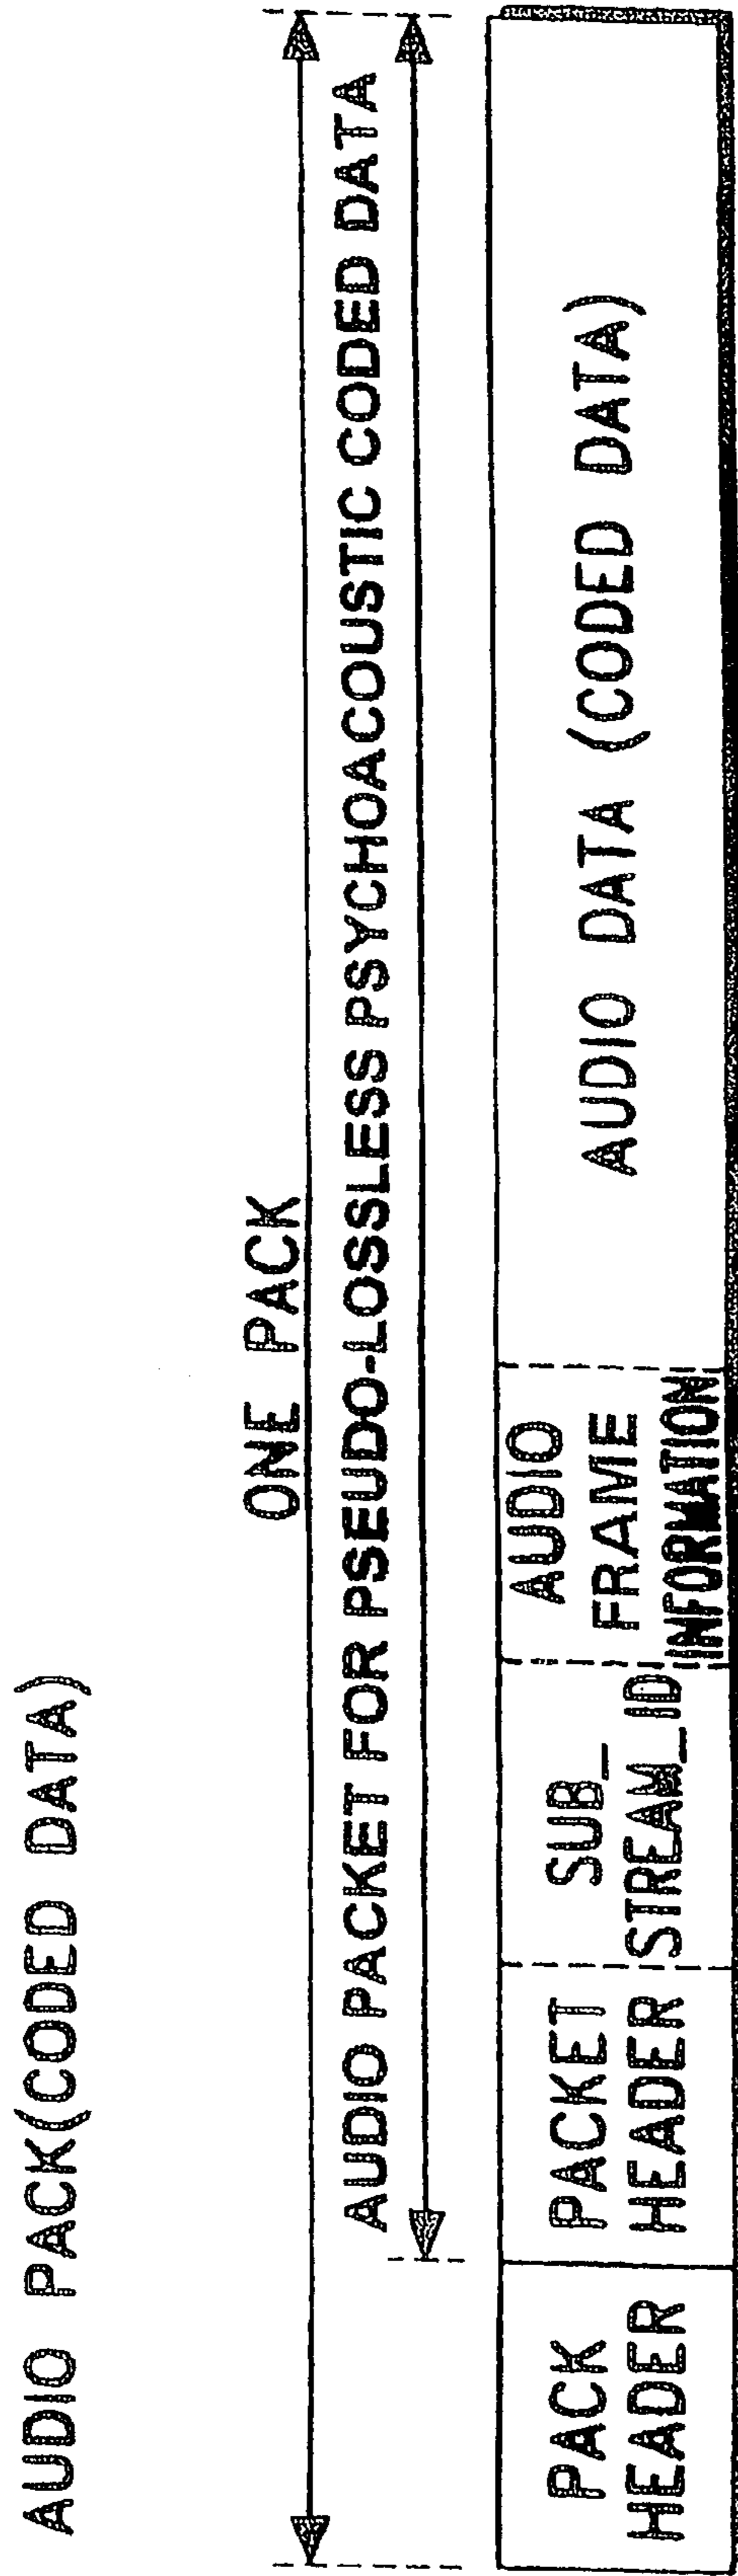 AUDIO PACK(CODED DATA)
ONE PACK
AUDIO PACKET FOR PSEUDO-LOSSLESS PSYCHOACOUSTIC CODED DATA
PACK
HEADER
PACKET
HEADER
SUB_
STREAM_ID
AUDIO
FRAME
INFORMATION
AUDIO DATA (CODED DATA)